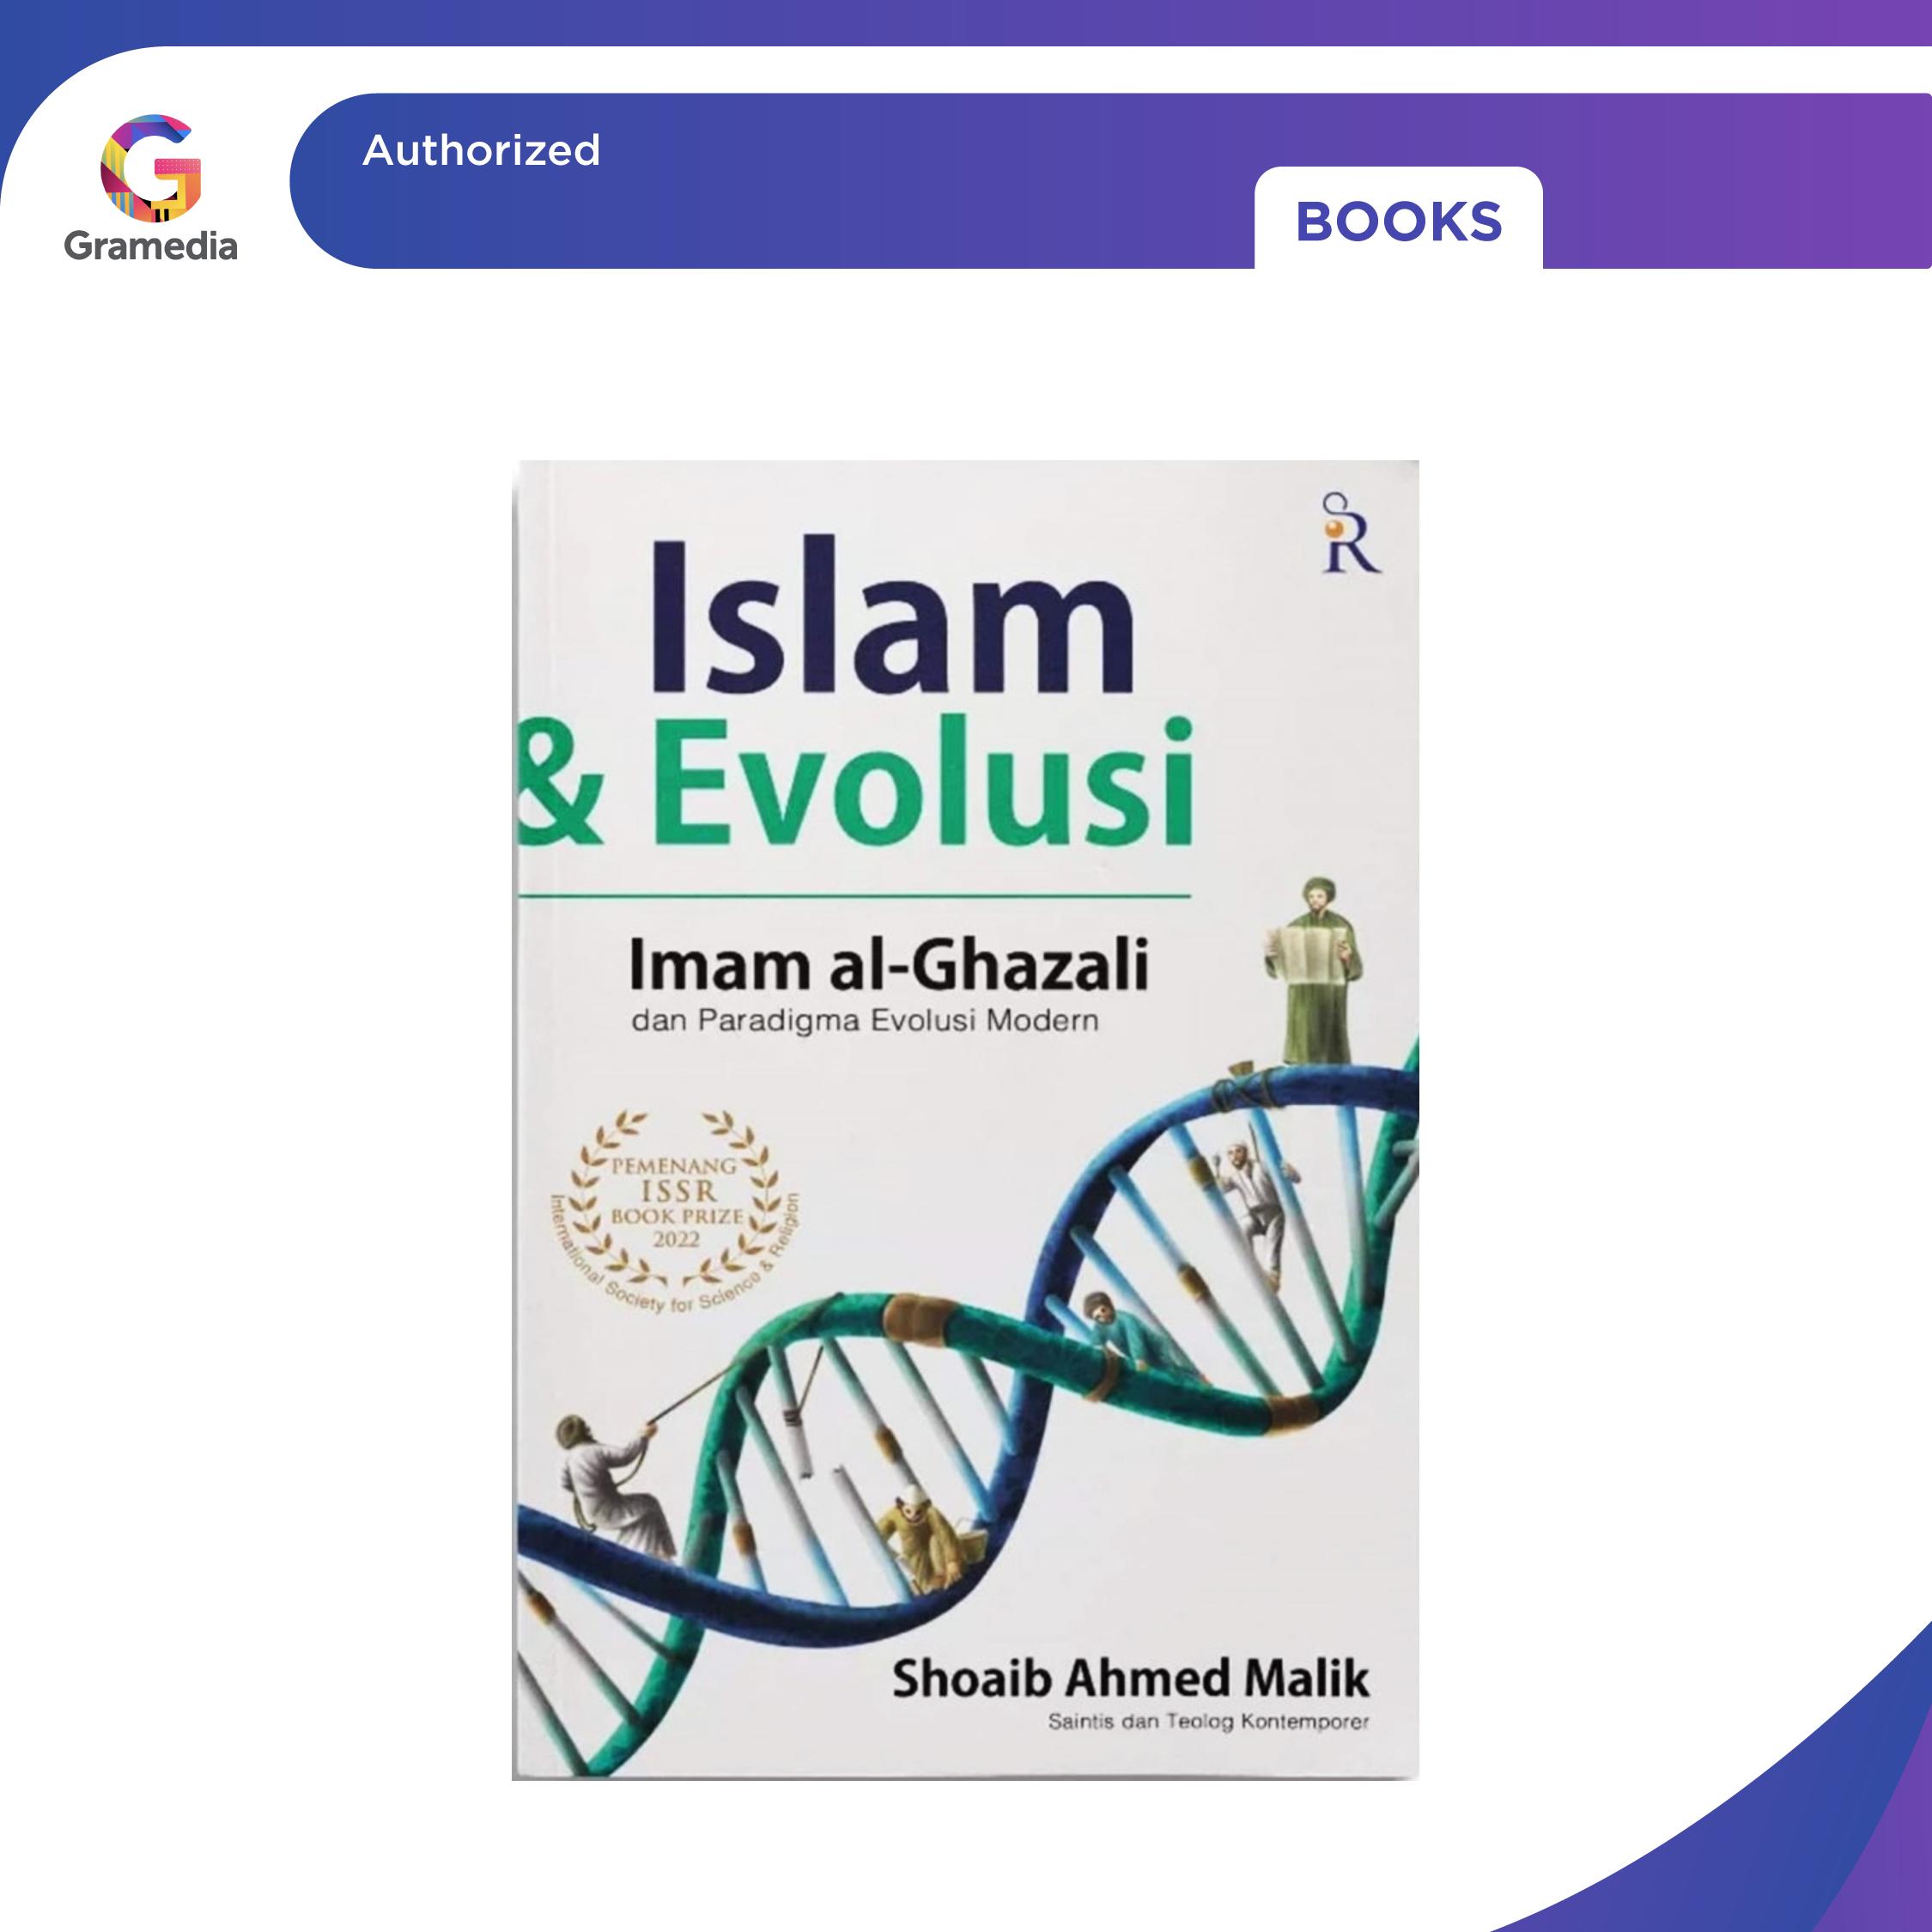 Gramedia
Authorized
BOOKS
Islam
& Evolusi
Imam al-Ghazali
dan Paradigma Evolusi Modern
PEMENANG
ISSR
BOOK PRIZE
2022
International Society for Science & Religion
Shoaib Ahmed Malik
Saintis dan Teolog Kontemporer